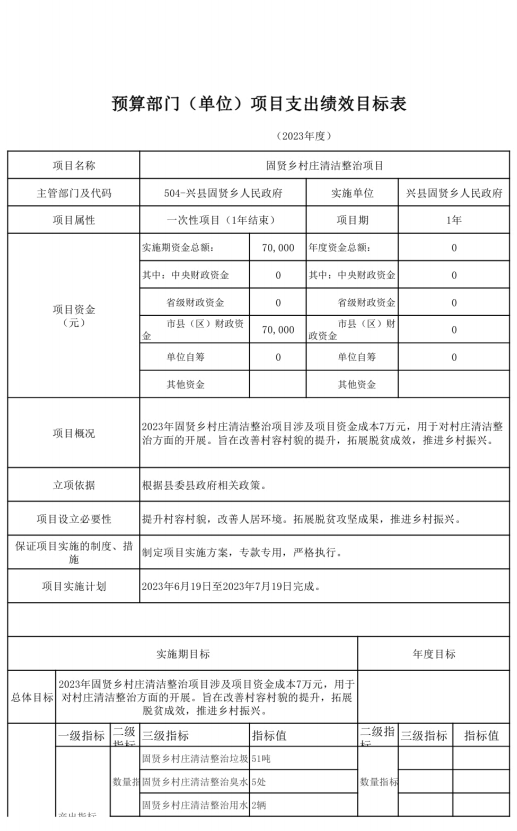 预算部门（单位）项目支出绩效目标表
（2023年度）
项目名称 固贤乡村庄清洁整治项目
主管部门及代码 504-兴县固贤乡人民政府 实施单位 兴县固贤乡人民政府
项目属性 一次性项目（1年结束） 项目期 1年
项目资金
（元）
实施期资金总额： 70,000 年度资金总额： 0
其中：中央财政资金 0 其中：中央财政资金 0
省级财政资金 0 省级财政资金 0
市县（区）财政资
金 70,000 市县（区）财
政资金 0
单位自筹 0 单位自筹 0
其他资金 其他资金
项目概况
2023年固贤乡村庄清洁整治项目涉及项目资金成本7万元，用于对村庄清洁整
治方面的开展。旨在改善村容村貌的提升，拓展脱贫成效，推进乡村振兴。
立项依据 根据县委县政府相关政策。
项目设立必要性 提升村容村貌，改善人居环境。拓展脱贫攻坚成果，推进乡村振兴。
保证项目实施的制度、措
施 制定项目实施方案，专款专用，严格执行。
项目实施计划 2023年6月19日至2023年7月19日完成。
实施期目标 年度目标
总体目标
2023年固贤乡村庄清洁整治项目涉及项目资金成本7万元，用于
对村庄清洁整治方面的开展。旨在改善村容村貌的提升，拓展
脱贫成效，推进乡村振兴。
一级指标 二级
指标 三级指标 指标值 二级指
标 三级指标 指标值
固贤乡村庄清洁整治垃圾 51吨
数量指 固贤乡村庄清洁整治臭水 5处 数量指标
固贤乡村庄清洁整治用水 2辆
产出指标